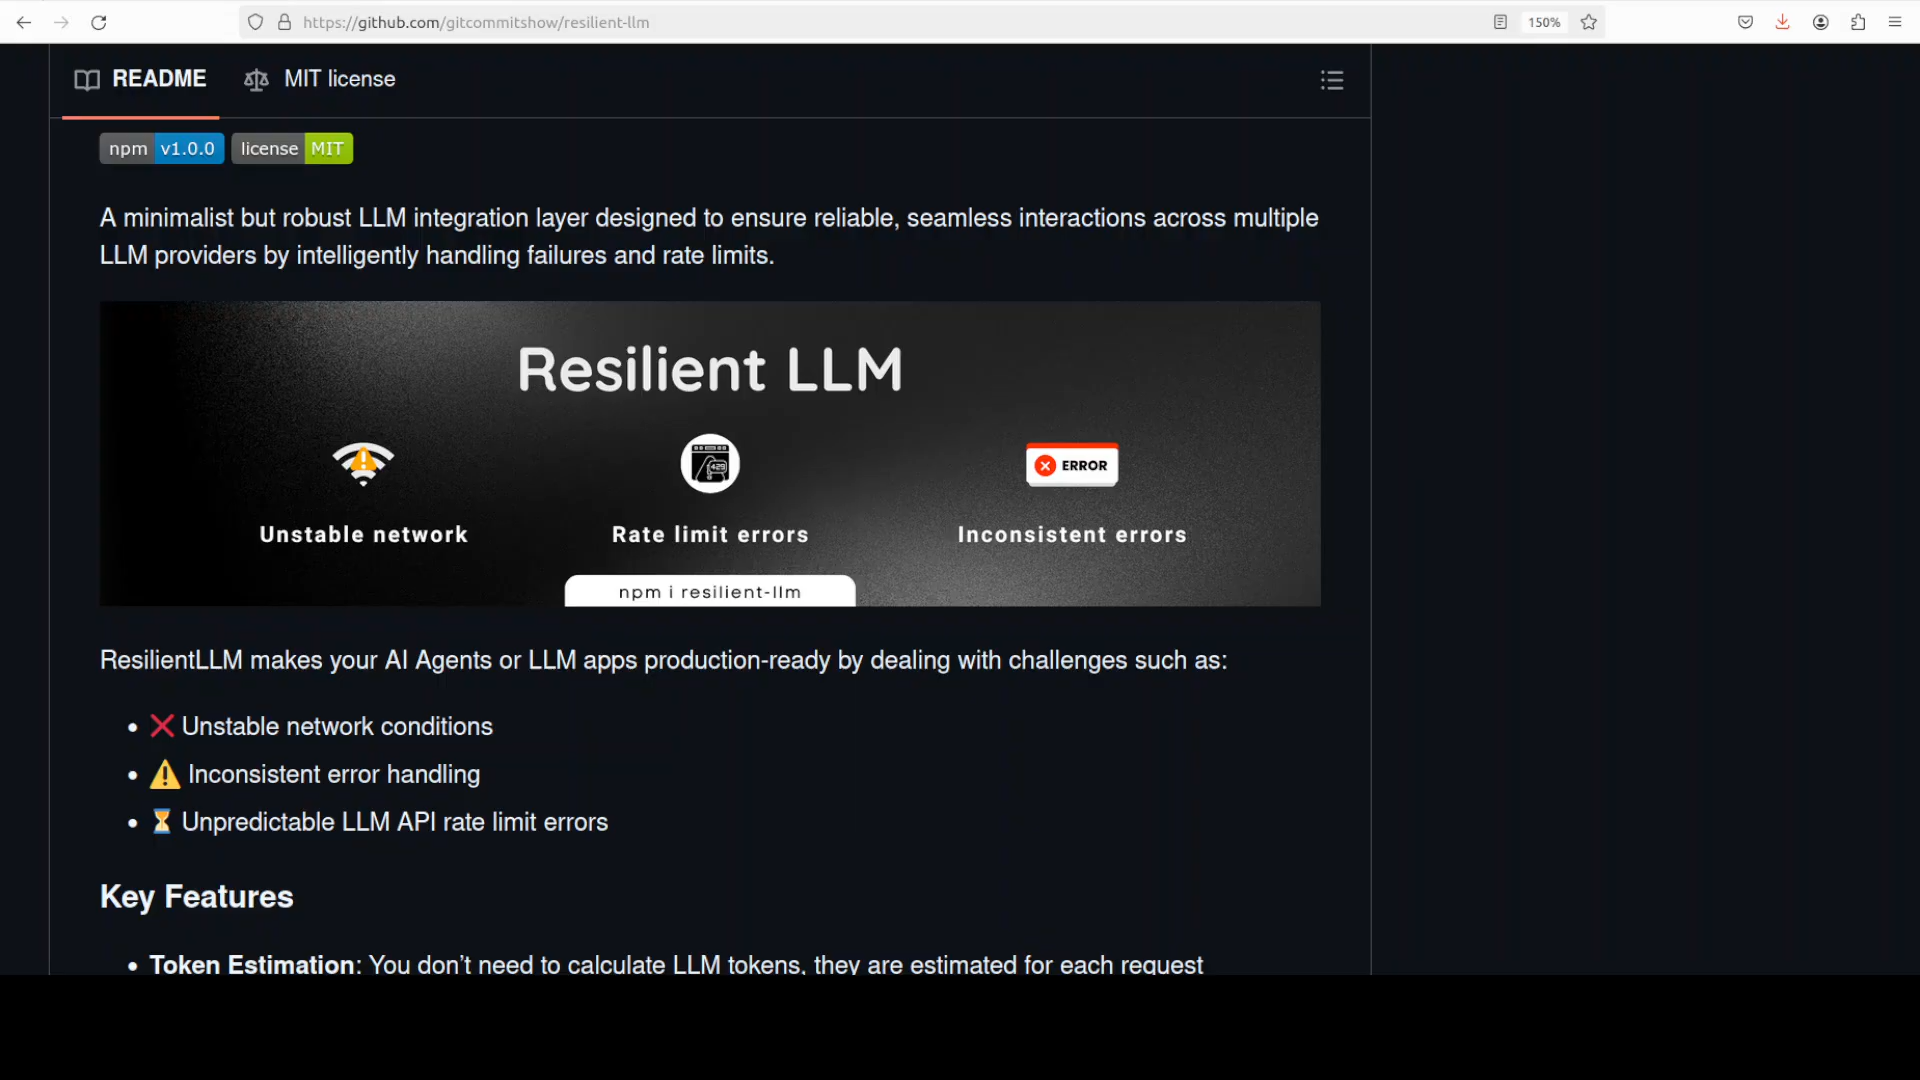 https://github.com/gitcommitshow/resilient-llm
150%
README
MIT license
npm v1.0.0 license MIT
A minimalist but robust LLM integration layer designed to ensure reliable, seamless interactions across multiple
LLM providers by intelligently handling failures and rate limits.
Resilient LLM
429
ERROR
Unstable network
Rate limit errors
Inconsistent errors
npm i resilient-llm
ResilientLLM makes your AI Agents or LLM apps production-ready by dealing with challenges such as:
• ❌ Unstable network conditions
• ⚠️ Inconsistent error handling
• ⏳ Unpredictable LLM API rate limit errors
Key Features
• Token Estimation: You don’t need to calculate LLM tokens, they are estimated for each request